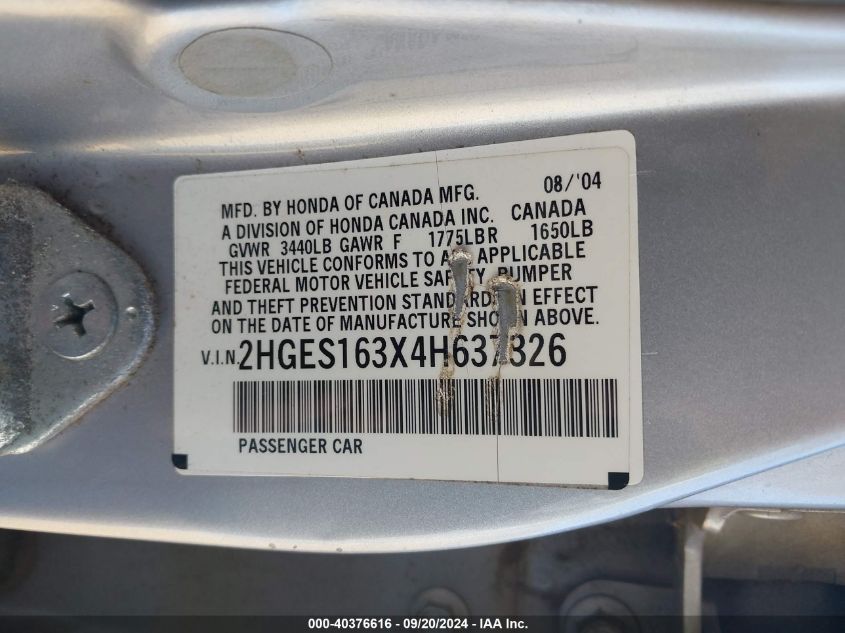 08/'04
MFD. BY HONDA OF CANADA MFG.
A DIVISION OF HONDA CANADA INC. CANADA
GVWR 3440LB GAWR F 1775LB R 1650LB
THIS VEHICLE CONFORMS TO ALL APPLICABLE
FEDERAL MOTOR VEHICLE SAFETY, BUMPER
AND THEFT PREVENTION STANDARDS IN EFFECT
ON THE DATE OF MANUFACTURE SHOWN ABOVE.
V.I.N. 2HGES163X4H637326
PASSENGER CAR
000-40376616 - 09/20/2024 - IAA Inc.